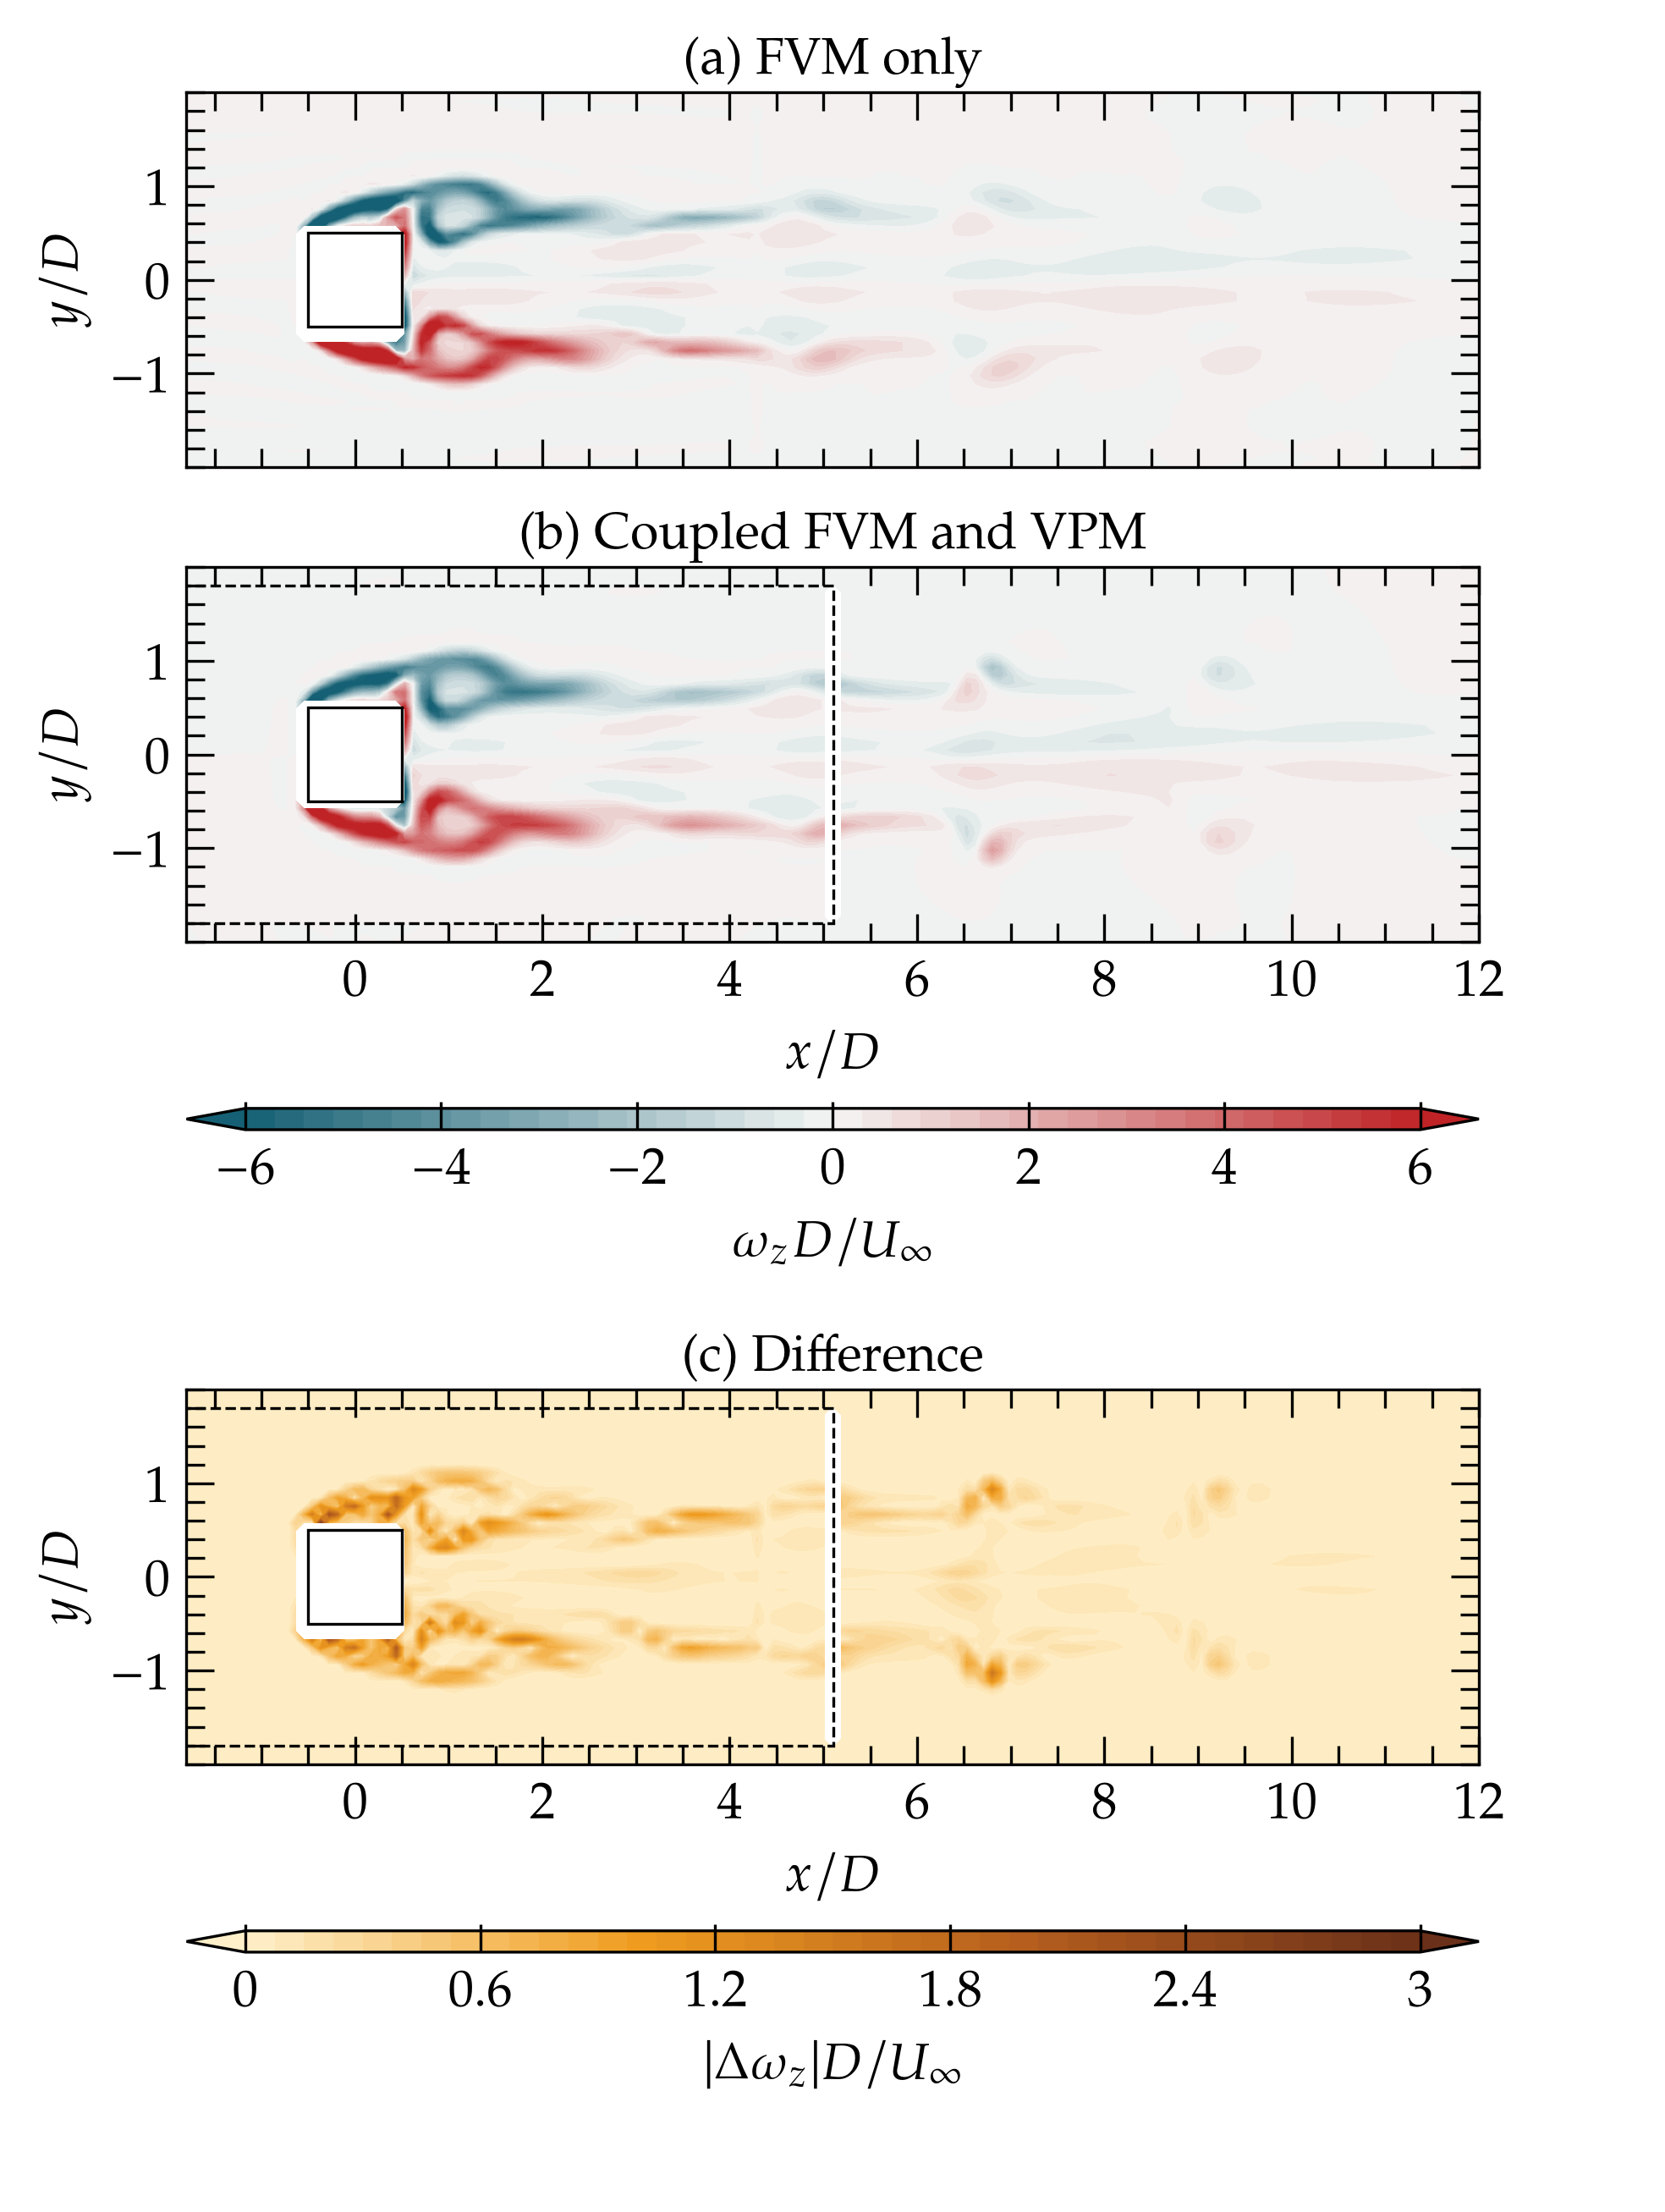 (a) FVM only
1
0
−1
y/D
(b) Coupled FVM and VPM
1
0
−1
y/D
0 2 4 6 8 10 12
x/D
−6 −4 −2 0 2 4 6
ω_z D/U_∞
(c) Difference
1
0
−1
y/D
0 2 4 6 8 10 12
x/D
0 0.6 1.2 1.8 2.4 3
|Δω_z|D/U_∞